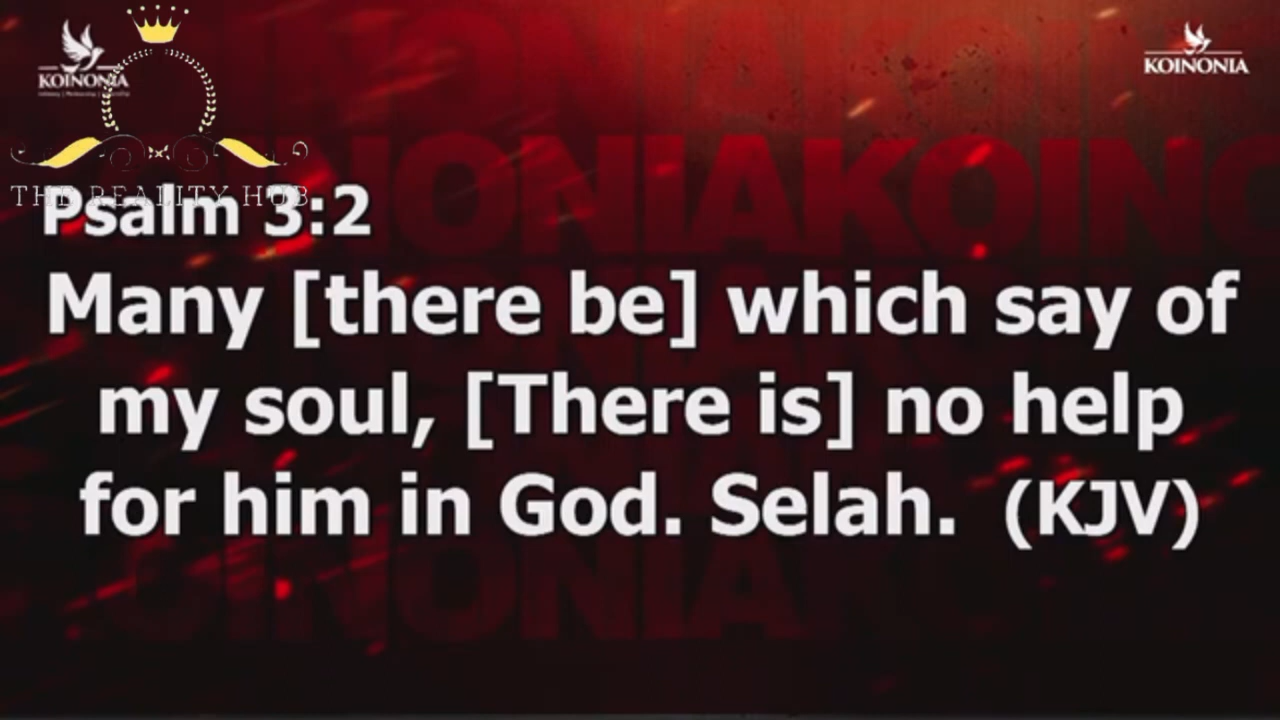 KOINONIA
KOINONIA
THE REALITY HUB
Psalm 3:2
Many [there be] which say of
my soul, [There is] no help
for him in God. Selah. (KJV)